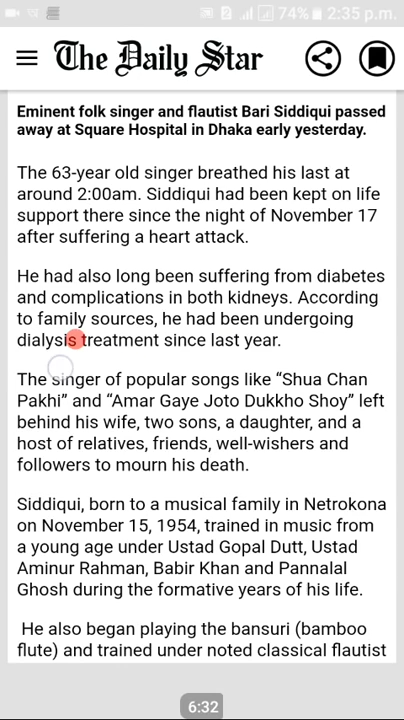 74% 2:35 p.m.
The Daily Star
Eminent folk singer and flautist Bari Siddiqui passed
away at Square Hospital in Dhaka early yesterday.
The 63-year old singer breathed his last at
around 2:00am. Siddiqui had been kept on life
support there since the night of November 17
after suffering a heart attack.
He had also long been suffering from diabetes
and complications in both kidneys. According
to family sources, he had been undergoing
dialysis treatment since last year.
The singer of popular songs like “Shua Chan
Pakhi” and “Amar Gaye Joto Dukkho Shoy” left
behind his wife, two sons, a daughter, and a
host of relatives, friends, well-wishers and
followers to mourn his death.
Siddiqui, born to a musical family in Netrokona
on November 15, 1954, trained in music from
a young age under Ustad Gopal Dutt, Ustad
Aminur Rahman, Babir Khan and Pannalal
Ghosh during the formative years of his life.
He also began playing the bansuri (bamboo
flute) and trained under noted classical flautist
6:32